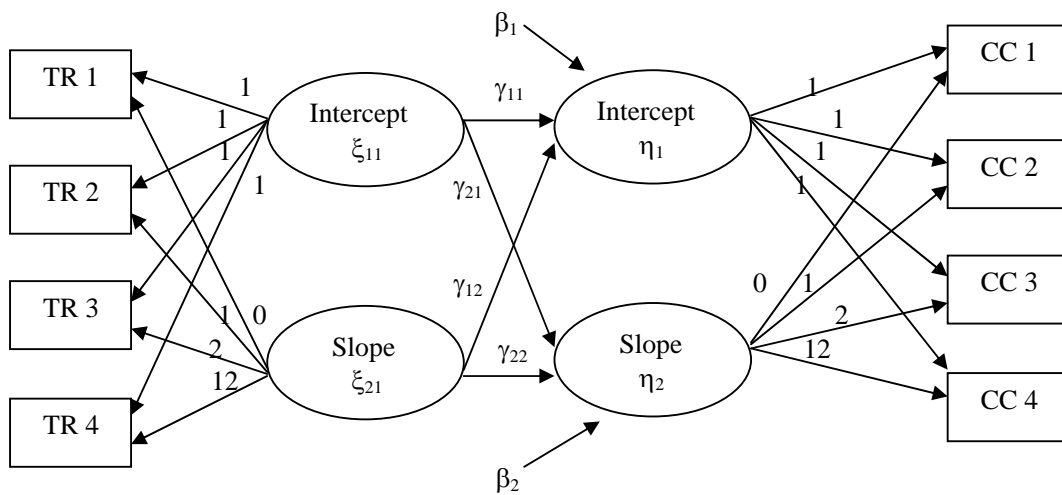 TR 1
TR 2
TR 3
TR 4
1
1
1
1
1
0
2
12
Intercept
ξ₁₁
Slope
ξ₂₁
γ₁₁
γ₂₁
γ₁₂
γ₂₂
β₁
Intercept
η₁
Slope
η₂
β₂
1
1
1
1
0
1
2
12
CC 1
CC 2
CC 3
CC 4